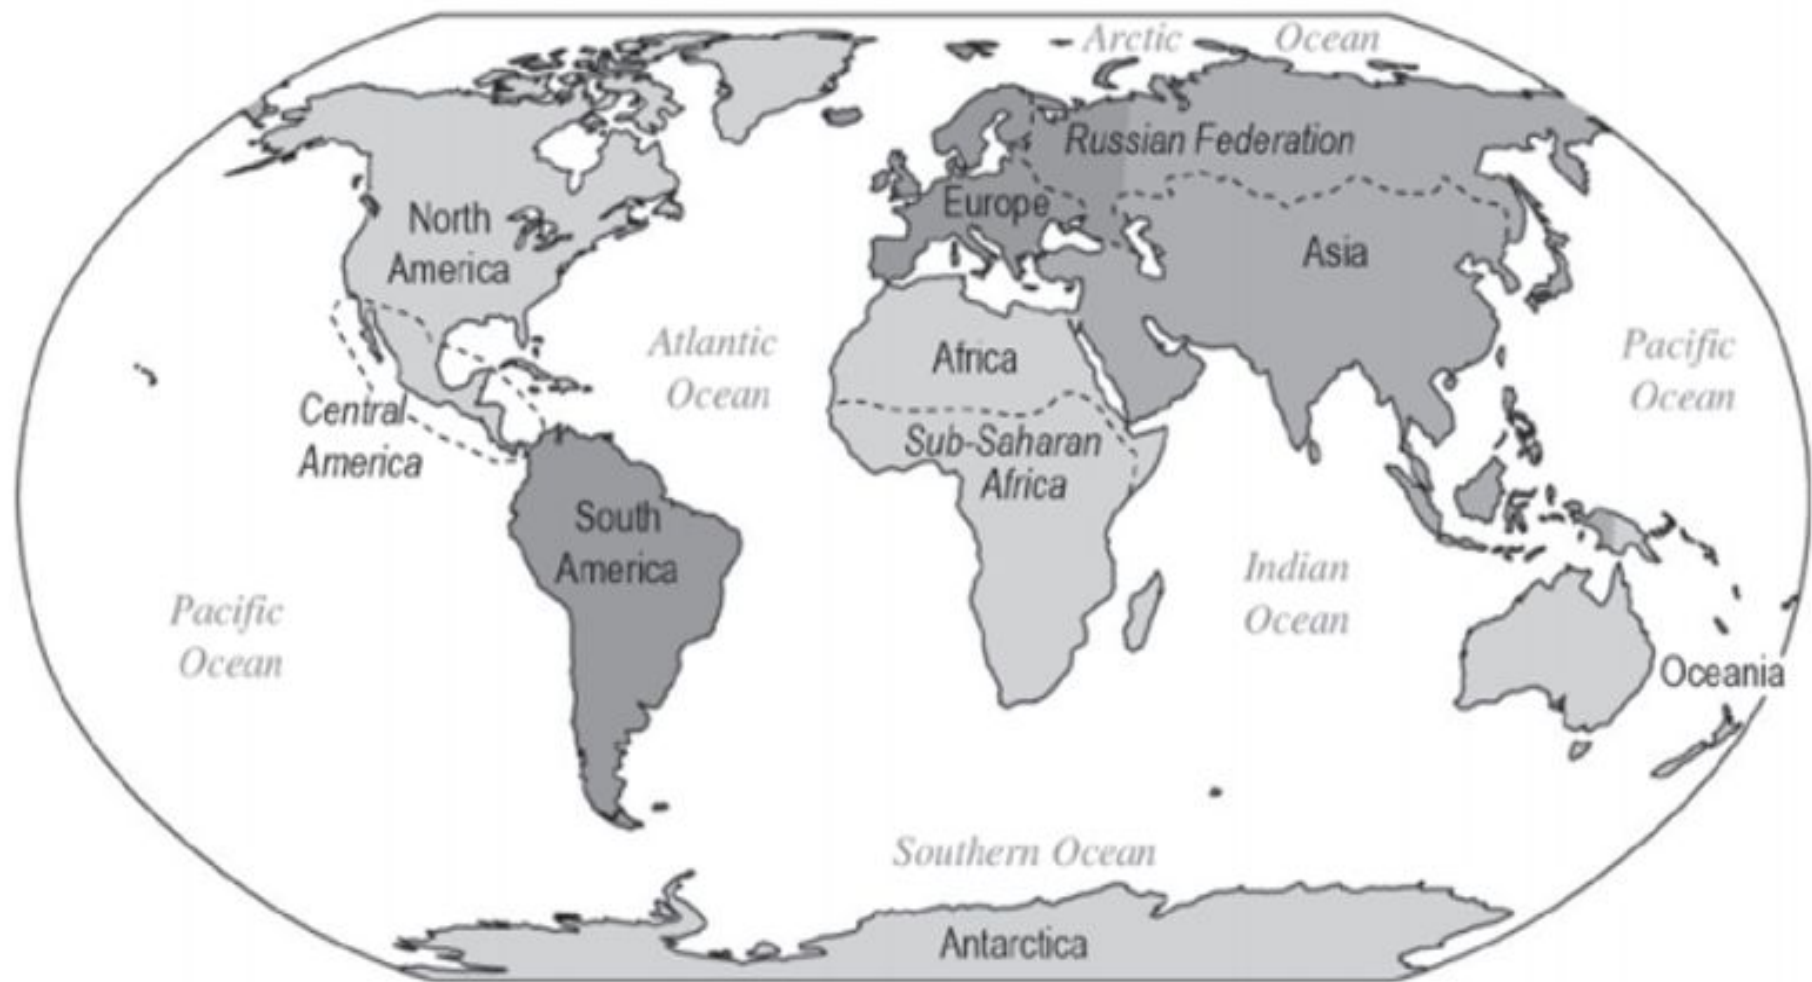 Arctic Ocean
Russian Federation
North
America
Europe
Asia
Atlantic
Ocean
Africa
Pacific
Ocean
Central
America
Sub-Saharan
Africa
South
America
Indian
Ocean
Pacific
Ocean
Oceania
Southern Ocean
Antarctica